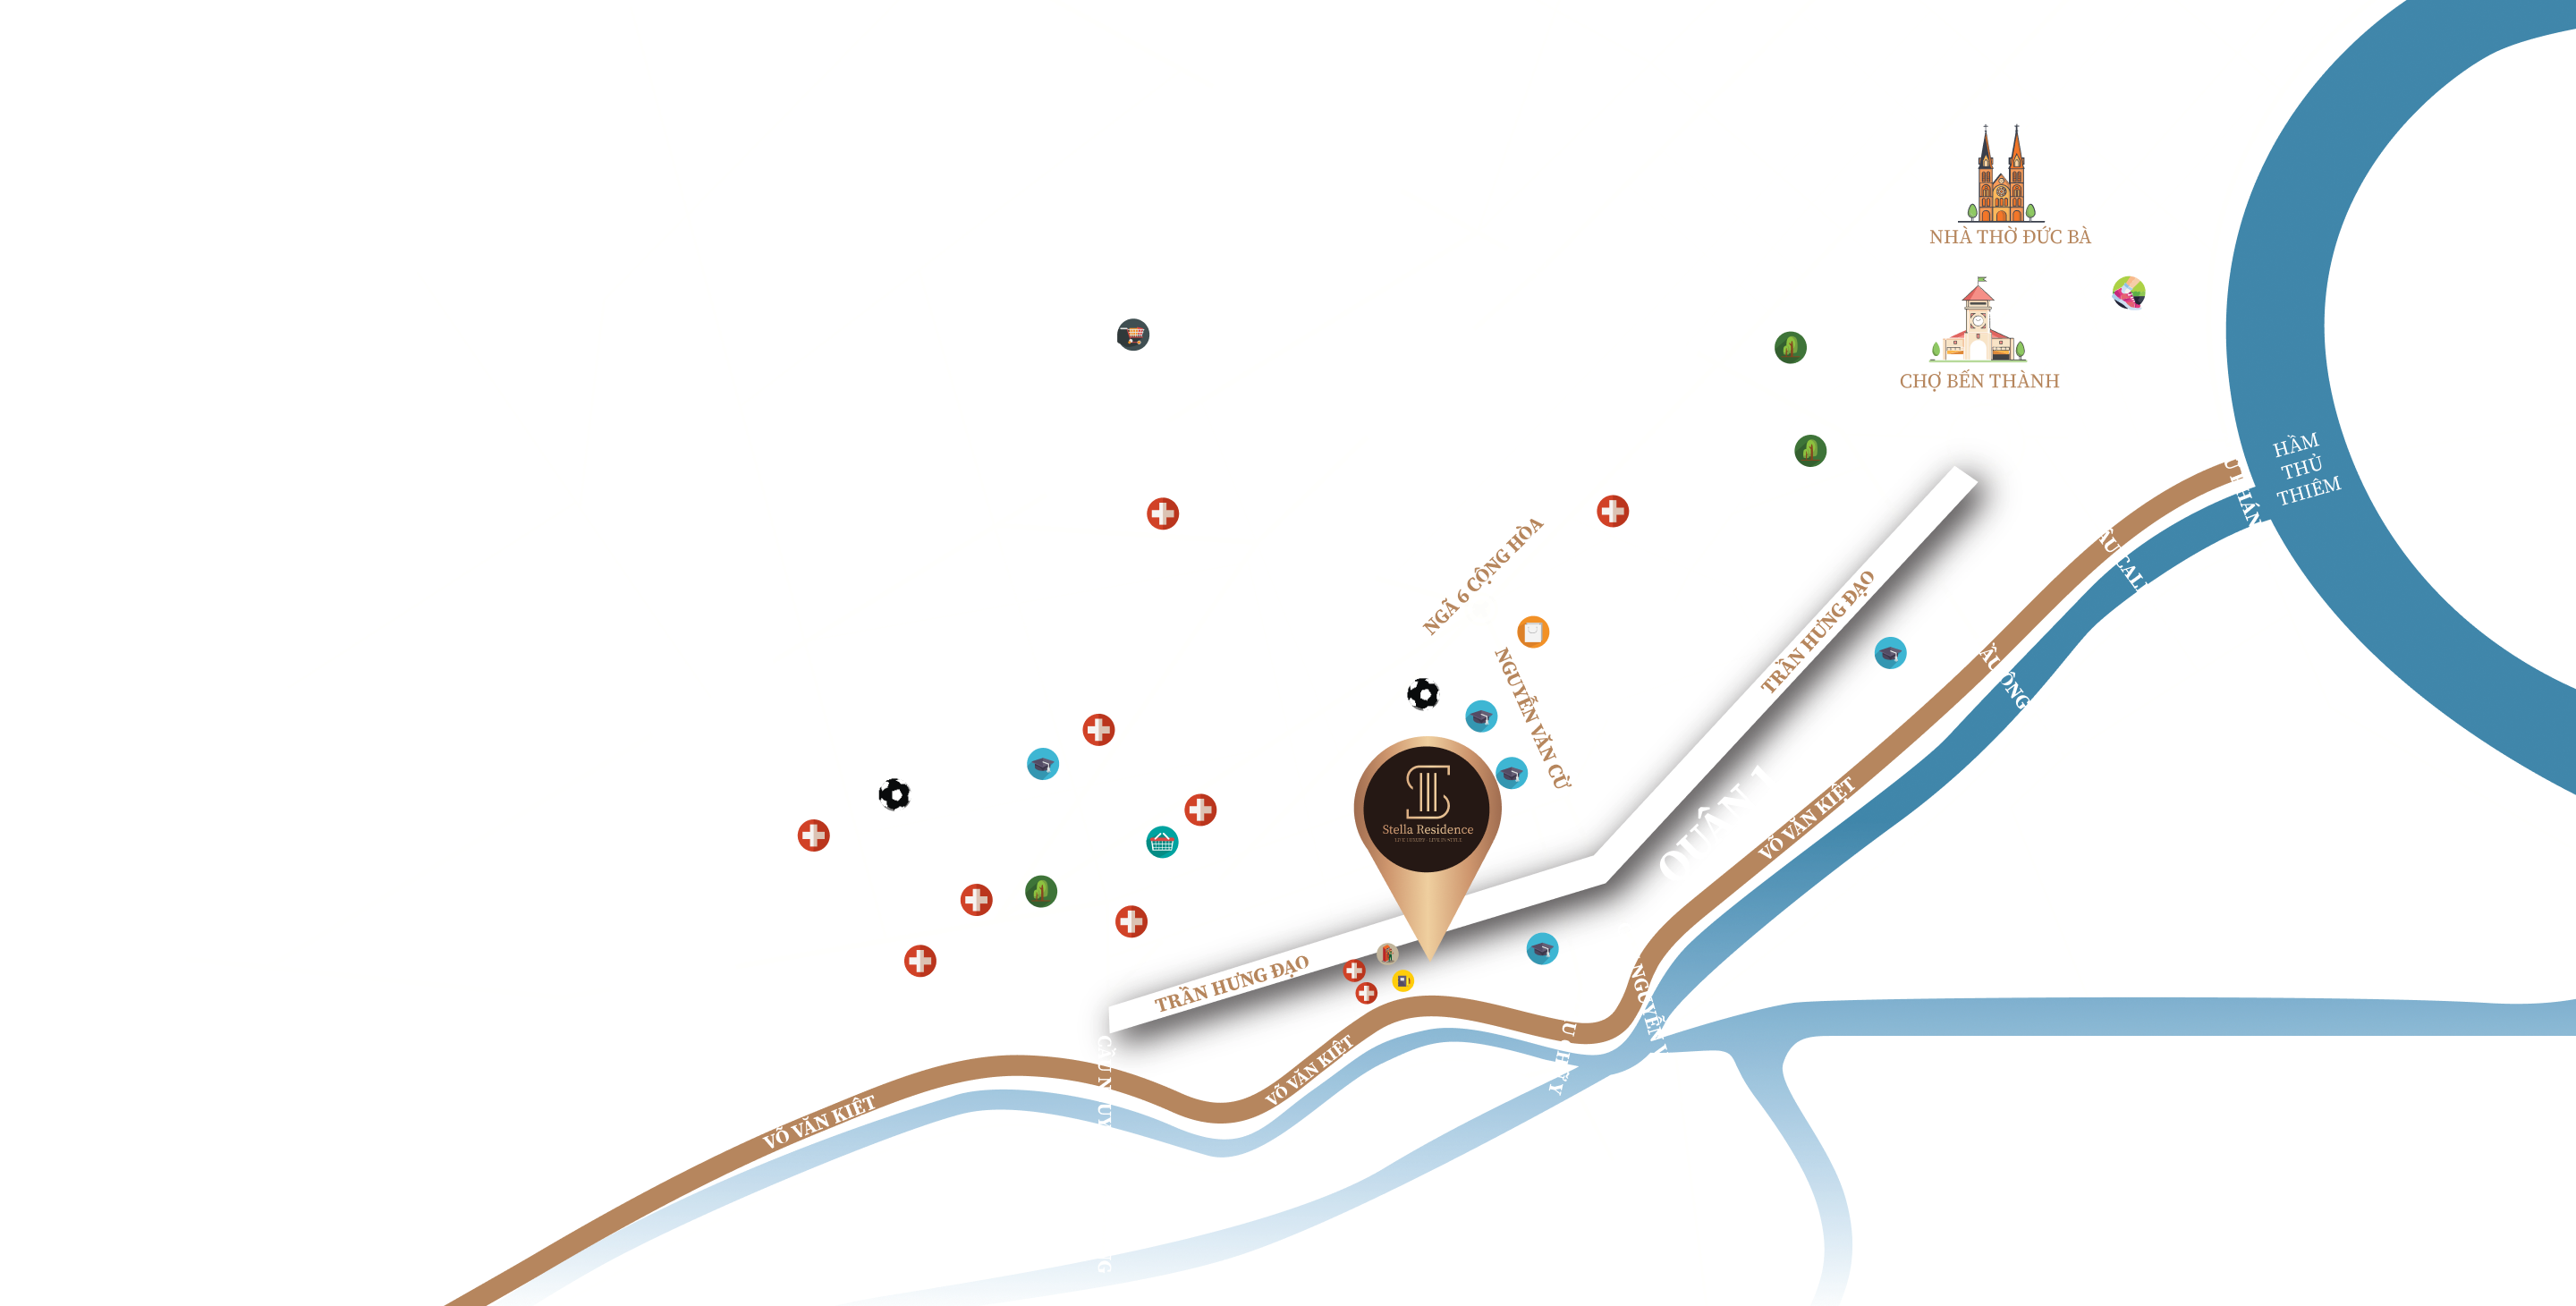 NHÀ THỜ ĐỨC BÀ
CHỢ BẾN THÀNH
HẦM
THỦ
THIÊM
NGÃ 6 CỘNG HÒA
TRẦN HƯNG ĐẠO
NGUYỄN VĂN CỪ
QUẬN 1
VÕ VĂN KIỆT
Stella Residence
TRẦN HƯNG ĐẠO
NGUYỄN V
VÕ VĂN KIỆT
VÕ VĂN KIỆT